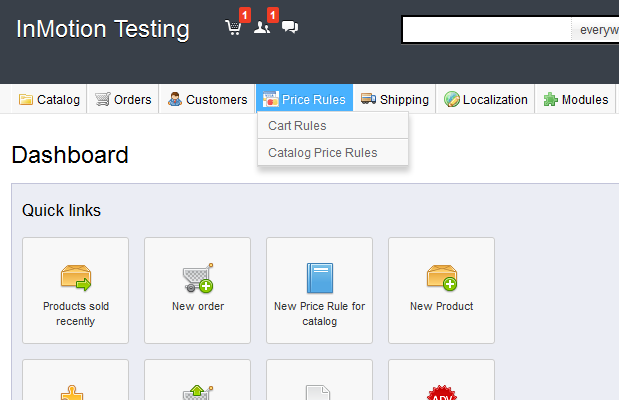 InMotion Testing
1
1
everyw
Catalog
Orders
Customers
Price Rules
Shipping
Localization
Modules
Cart Rules
Catalog Price Rules
Dashboard
Quick links
Products sold
recently
New order
New Price Rule for
catalog
New Product
ADV